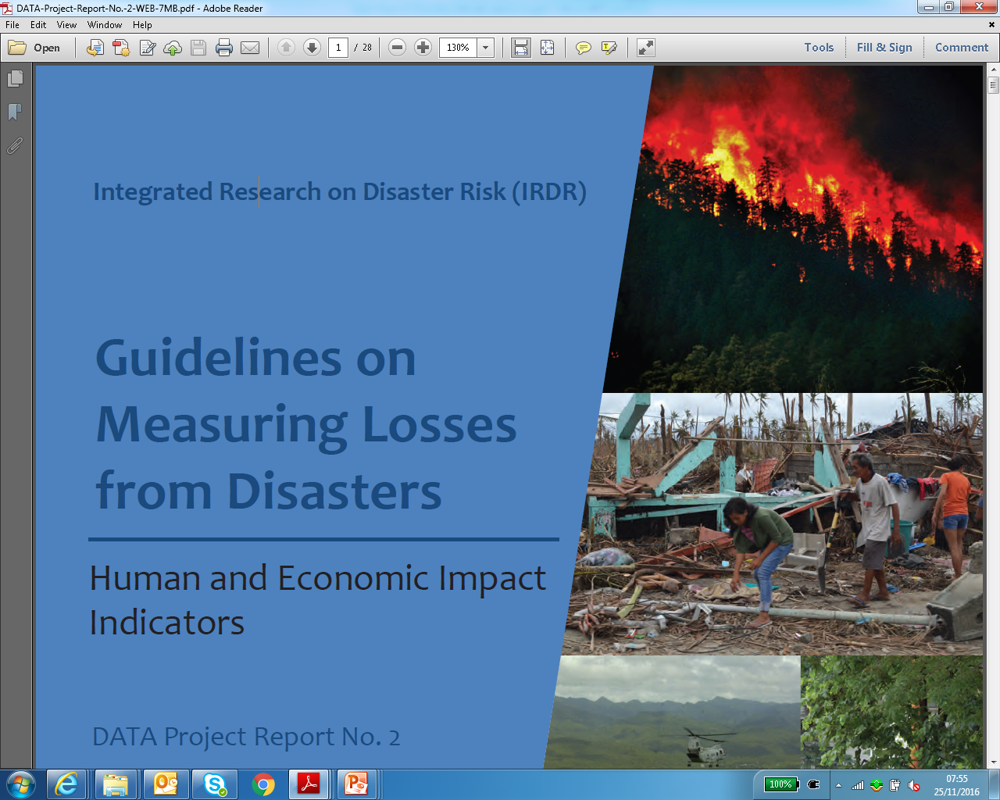 DATA-Project-Report-No.-2-WEB-7MB.pdf - Adobe Reader
File Edit View Window Help
Open 1 / 28 130% Tools Fill & Sign Comment
Integrated Research on Disaster Risk (IRDR)
Guidelines on
Measuring Losses
from Disasters
Human and Economic Impact
Indicators
DATA Project Report No. 2
100%
07:55
25/11/2016